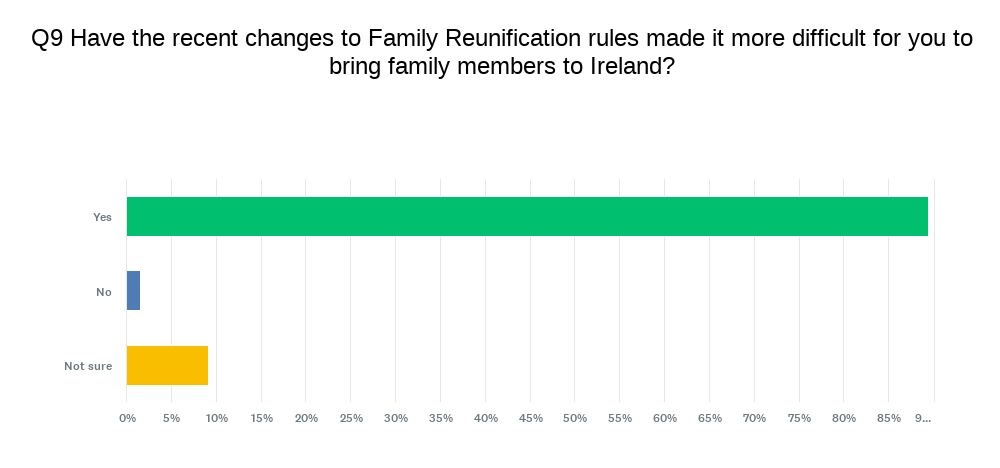 Q9 Have the recent changes to Family Reunification rules made it more difficult for you to
bring family members to Ireland?
Yes
No
Not sure
0% 5% 10% 15% 20% 25% 30% 35% 40% 45% 50% 55% 60% 65% 70% 75% 80% 85% 9...